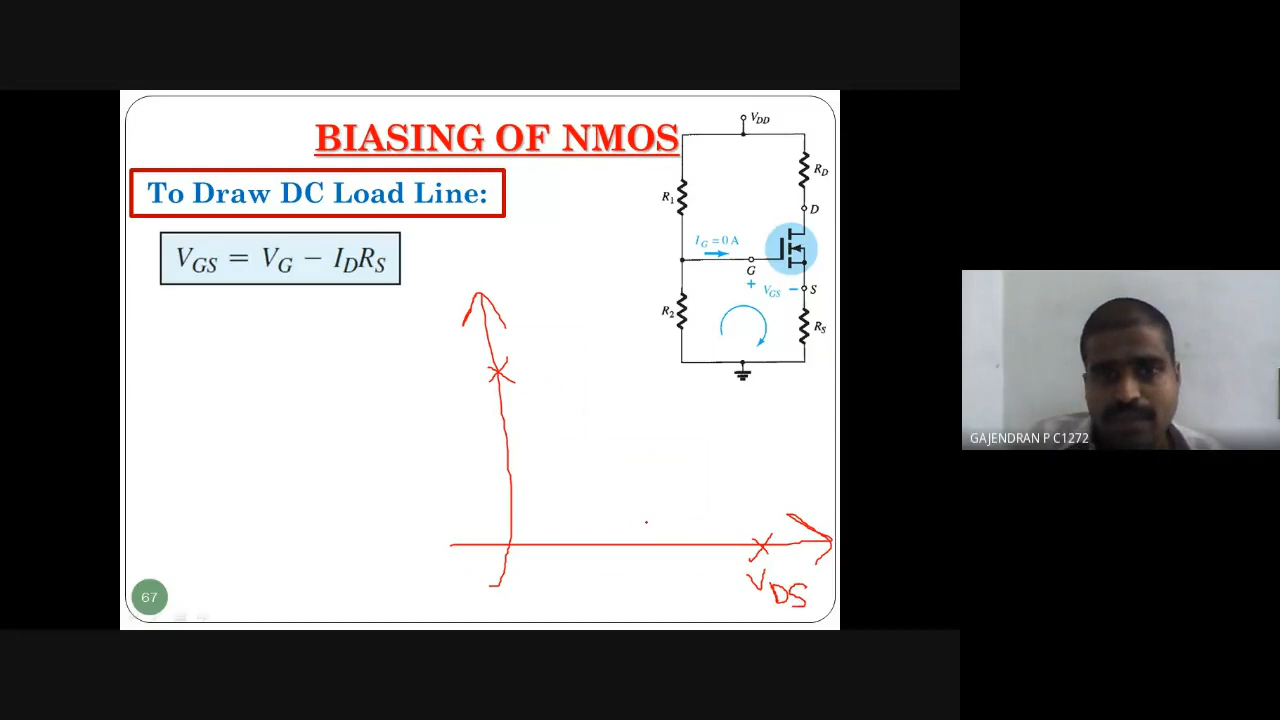 BIASING OF NMOS
To Draw DC Load Line:
VGS = VG − IDRS
VDD
RD
R1
D
IG = 0 A
G
+ VGS −
S
R2
RS
VDS
67
GAJENDRAN P C1272